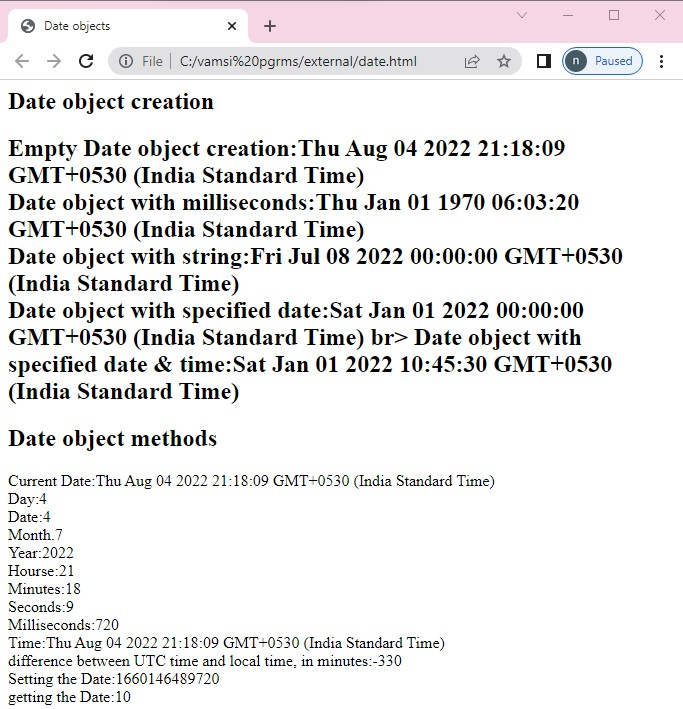 Date objects
File | C:/vamsi%20pgrms/external/date.html
n Paused
Date object creation
Empty Date object creation:Thu Aug 04 2022 21:18:09
GMT+0530 (India Standard Time)
Date object with milliseconds:Thu Jan 01 1970 06:03:20
GMT+0530 (India Standard Time)
Date object with string:Fri Jul 08 2022 00:00:00 GMT+0530
(India Standard Time)
Date object with specified date:Sat Jan 01 2022 00:00:00
GMT+0530 (India Standard Time) br> Date object with
specified date & time:Sat Jan 01 2022 10:45:30 GMT+0530
(India Standard Time)
Date object methods
Current Date:Thu Aug 04 2022 21:18:09 GMT+0530 (India Standard Time)
Day:4
Date:4
Month.7
Year:2022
Hourse:21
Minutes:18
Seconds:9
Milliseconds:720
Time:Thu Aug 04 2022 21:18:09 GMT+0530 (India Standard Time)
difference between UTC time and local time, in minutes:-330
Setting the Date:1660146489720
getting the Date:10